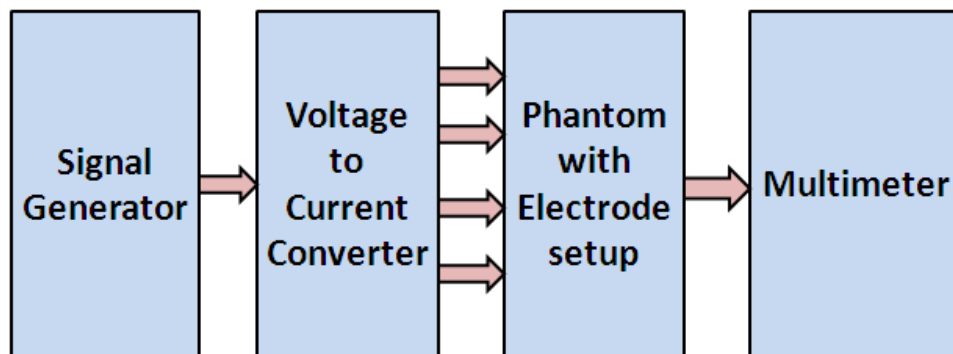 Signal
Generator
Voltage
to
Current
Converter
Phantom
with
Electrode
setup
Multimeter